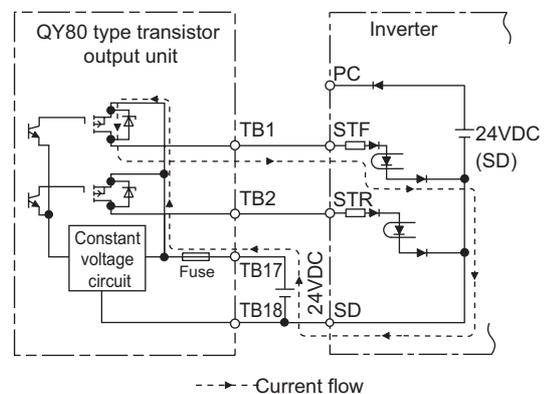 QY80 type transistor
output unit
Inverter
PC
TB1
STF
24VDC
(SD)
TB2
STR
Constant
voltage
circuit
Fuse
TB17
24VDC
TB18
SD
Current flow